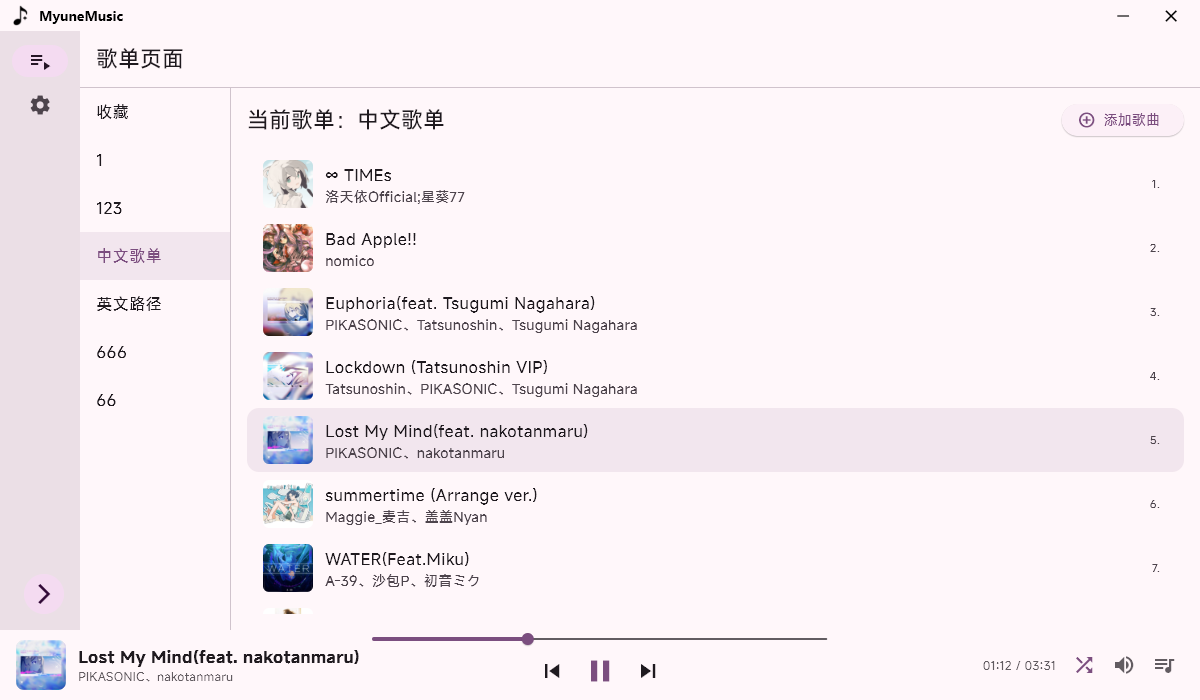 MyuneMusic
歌单页面
收藏
1
123
中文歌单
英文路径
666
66
当前歌单：中文歌单
添加歌曲
∞ TIMEs
洛天依Official;星葵77
1.
Bad Apple!!
nomico
2.
Euphoria(feat. Tsugumi Nagahara)
PIKASONIC、Tatsunoshin、Tsugumi Nagahara
3.
Lockdown (Tatsunoshin VIP)
Tatsunoshin、PIKASONIC、Tsugumi Nagahara
4.
Lost My Mind(feat. nakotanmaru)
PIKASONIC、nakotanmaru
5.
summertime (Arrange ver.)
Maggie_麦吉、盖盖Nyan
6.
WATER
WATER(Feat.Miku)
A-39、沙包P、初音ミク
7.
Lost My Mind(feat. nakotanmaru)
PIKASONIC、nakotanmaru
01:12 / 03:31